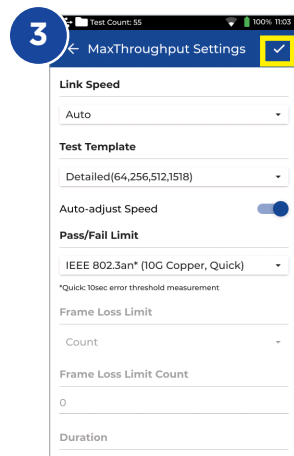 3
Test Count: 55
100% 11:03
MaxThroughput Settings
Link Speed
Auto
Test Template
Detailed(64,256,512,1518)
Auto-adjust Speed
Pass/Fail Limit
IEEE 802.3an* (10G Copper, Quick)
*Quick: 10sec error threshold measurement
Frame Loss Limit
Count
Frame Loss Limit Count
0
Duration